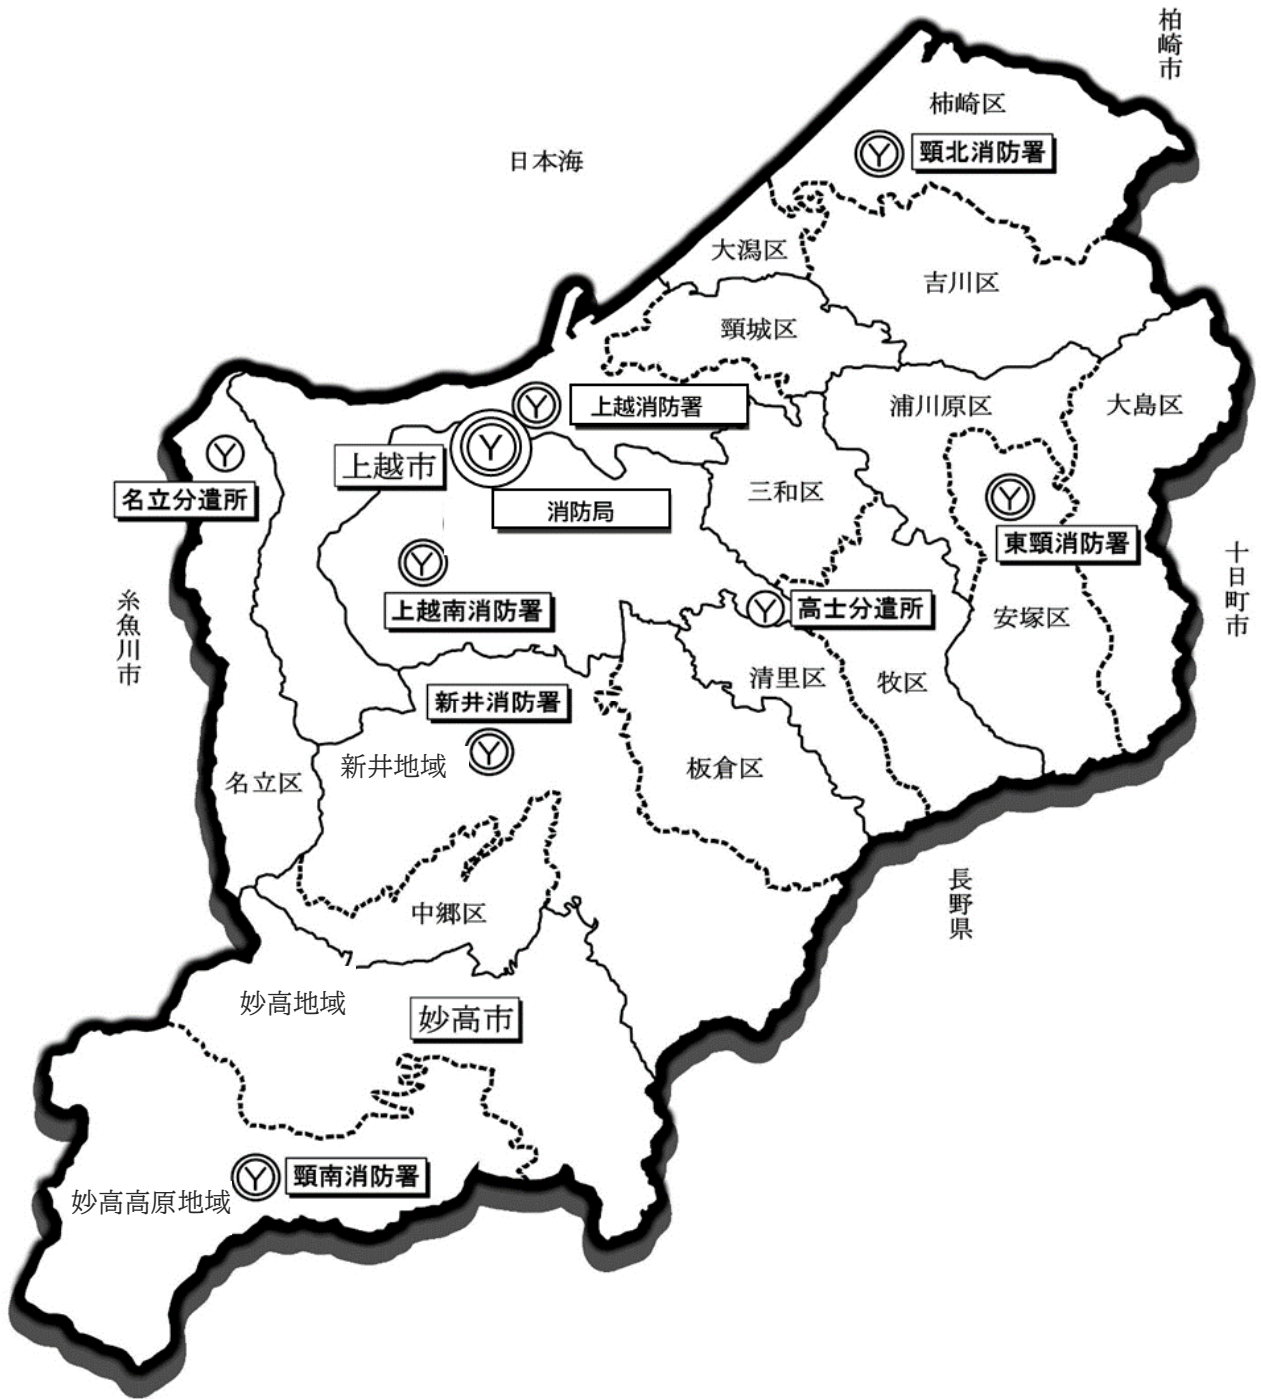 柏崎市
柿崎区
頸北消防署
日本海
大潟区
吉川区
頸城区
上越消防署
浦川原区
大島区
上越市
名立分遣所
消防局
三和区
東頸消防署
十日町市
上越南消防署
高士分遣所
安塚区
糸魚川市
清里区
牧区
新井消防署
新井地域
板倉区
名立区
中郷区
長野県
妙高地域
妙高市
頸南消防署
妙高高原地域